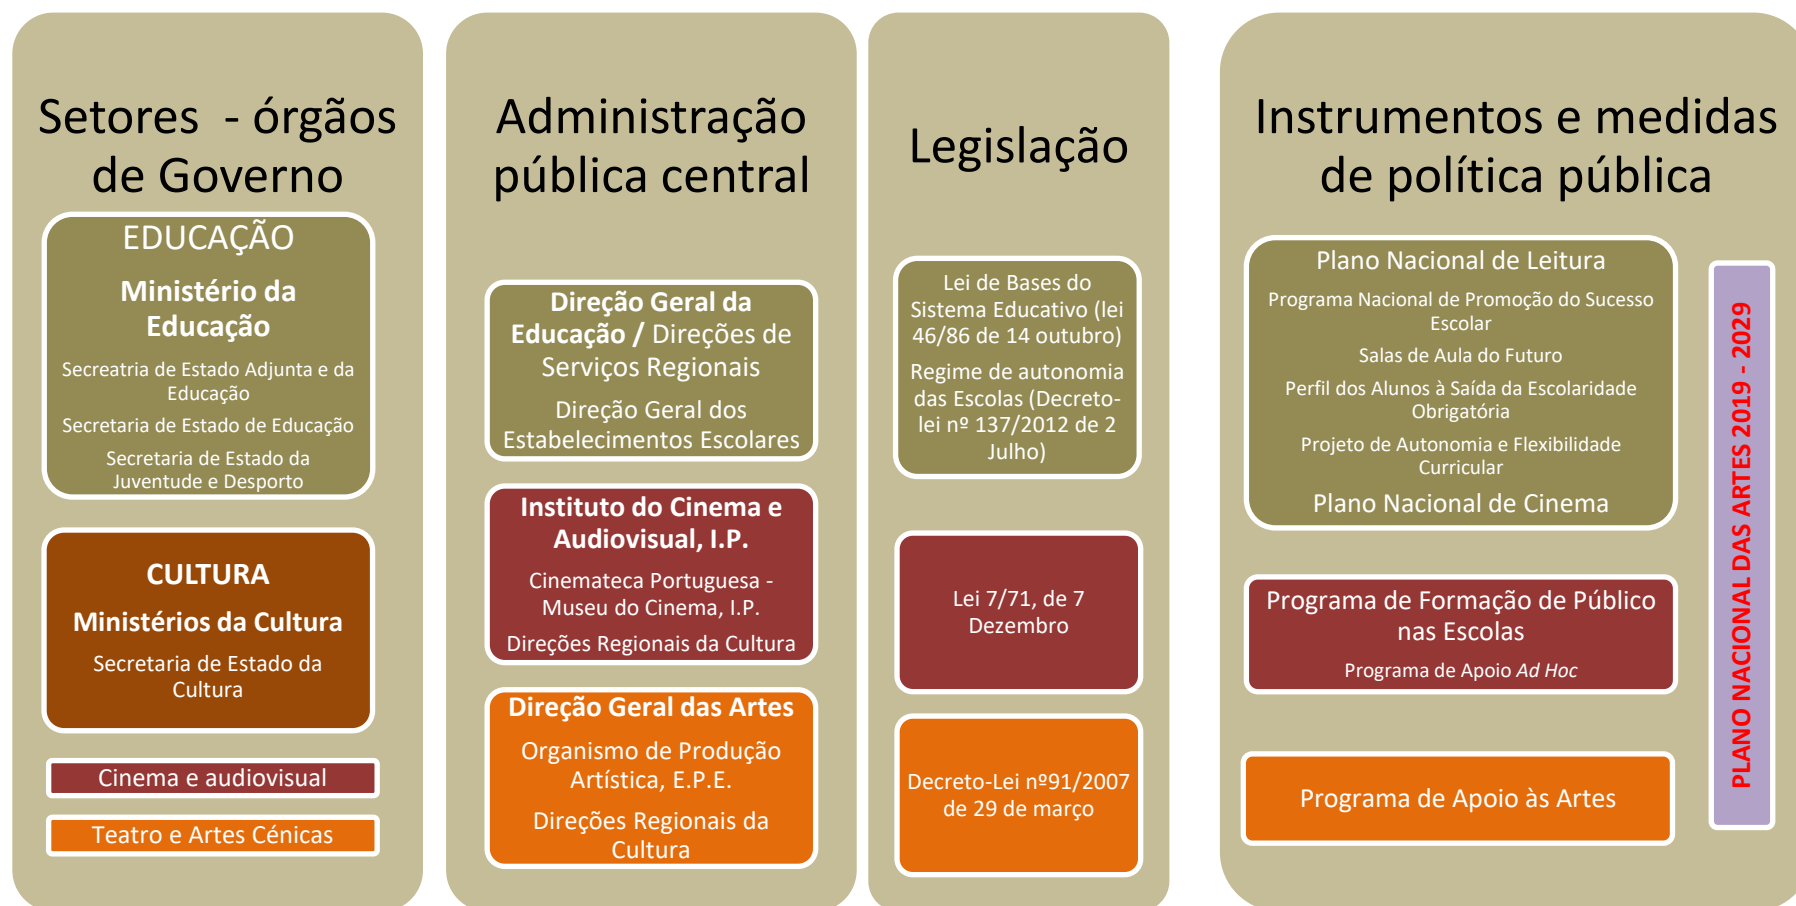 Setores - órgãos
de Governo
EDUCAÇÃO
Ministério da
Educação
Secreatria de Estado Adjunta e da
Educação
Secretaria de Estado de Educação
Secretaria de Estado da
Juventude e Desporto
CULTURA
Ministérios da Cultura
Secretaria de Estado da
Cultura
Cinema e audiovisual
Teatro e Artes Cénicas
Administração
pública central
Direção Geral da
Educação / Direções de
Serviços Regionais
Direção Geral dos
Estabelecimentos Escolares
Instituto do Cinema e
Audiovisual, I.P.
Cinemateca Portuguesa -
Museu do Cinema, I.P.
Direções Regionais da Cultura
Direção Geral das Artes
Organismo de Produção
Artística, E.P.E.
Direções Regionais da
Cultura
Legislação
Lei de Bases do
Sistema Educativo (lei
46/86 de 14 outubro)
Regime de autonomia
das Escolas (Decreto-
lei nº 137/2012 de 2
Julho)
Lei 7/71, de 7
Dezembro
Decreto-Lei nº91/2007
de 29 de março
Instrumentos e medidas
de política pública
Plano Nacional de Leitura
Programa Nacional de Promoção do Sucesso
Escolar
Salas de Aula do Futuro
Perfil dos Alunos à Saída da Escolaridade
Obrigatória
Projeto de Autonomia e Flexibilidade
Curricular
Plano Nacional de Cinema
Programa de Formação de Público
nas Escolas
Programa de Apoio Ad Hoc
Programa de Apoio às Artes
PLANO NACIONAL DAS ARTES 2019 - 2029